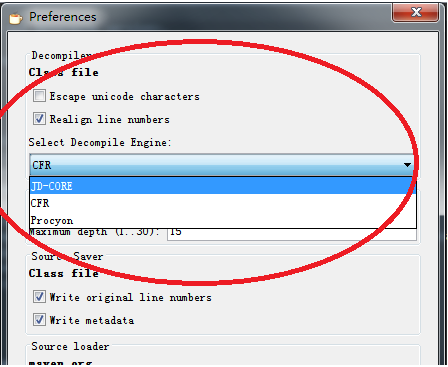 Preferences
Decompiler
Class file
Escape unicode characters
Realign line numbers
Select Decompile Engine:
CFR
JD-CORE
CFR
Procyon
Maximum depth (1..30): 15
Source Saver
Class file
Write original line numbers
Write metadata
Source loader
maven.org